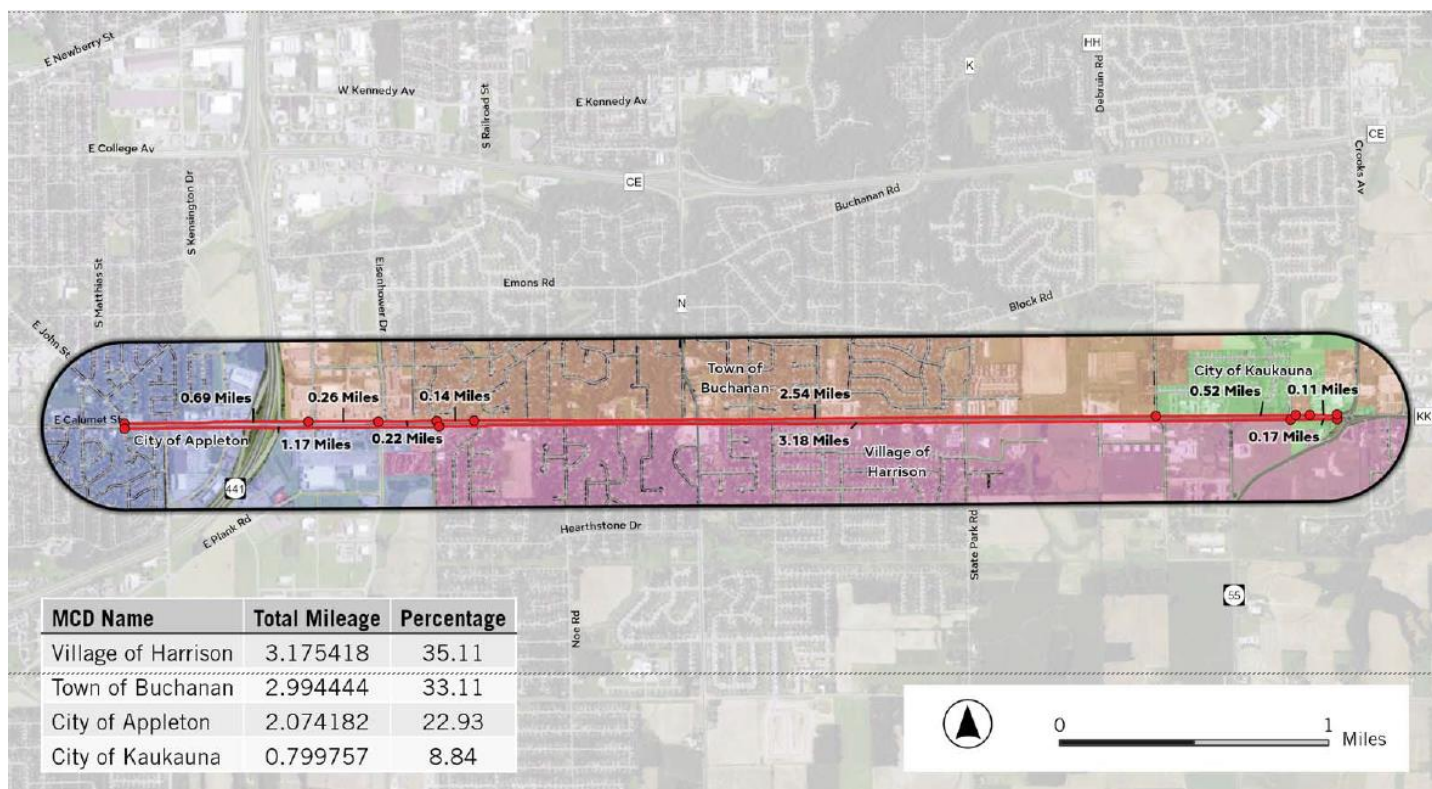 E Newberry St
HH
K
Debruin Rd
W Kennedy Av
S Railroad St
E Kennedy Av
E College Av
CE
Crooks Av
S Kensington Dr
CE
Buchanan Rd
S Matthias St
Eisenhower Dr
Emons Rd
N
Block Rd
E John St
Town of
Buchanan
City of Kaukauna
0.69 Miles
0.26 Miles
0.14 Miles
2.54 Miles
0.52 Miles
0.11 Miles
E Calumet St
KK
City of Appleton
1.17 Miles
0.22 Miles
3.18 Miles
0.17 Miles
Village of
Harrison
441
E Plank Rd
Hearthstone Dr
State Park Rd
55
Noe Rd
MCD Name Total Mileage Percentage
Village of Harrison 3.175418 35.11
Town of Buchanan 2.994444 33.11
City of Appleton 2.074182 22.93
City of Kaukauna 0.799757 8.84
0 1
Miles